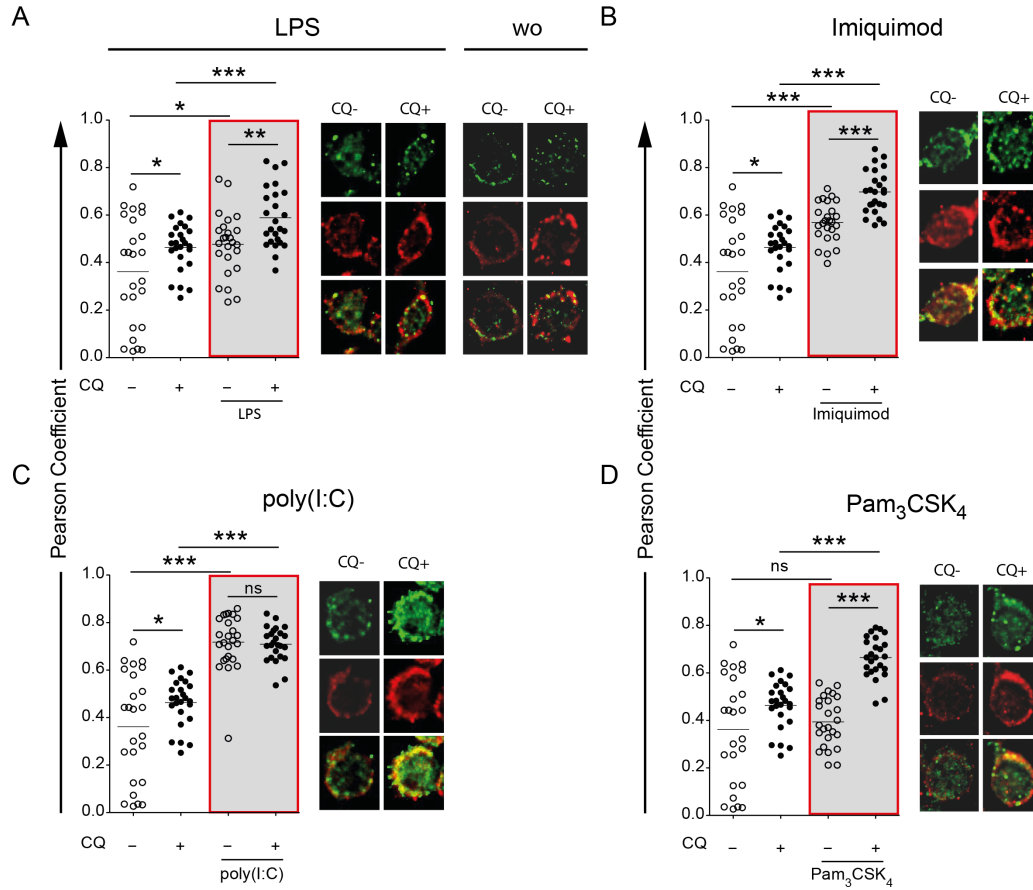 A
LPS
wo
***
*
**
*
CQ- CQ+ CQ- CQ+
1.0
0.8
0.6
0.4
0.2
0.0
CQ – + – +
LPS
B
Imiquimod
***
***
***
*
CQ- CQ+
1.0
0.8
0.6
0.4
0.2
0.0
CQ – + – +
Imiquimod
Pearson Coefficient
Pearson Coefficient
C
poly(I:C)
***
***
ns
*
CQ- CQ+
1.0
0.8
0.6
0.4
0.2
0.0
CQ – + – +
poly(I:C)
D
Pam3CSK4
***
ns
***
*
CQ- CQ+
1.0
0.8
0.6
0.4
0.2
0.0
CQ – + – +
Pam3CSK4